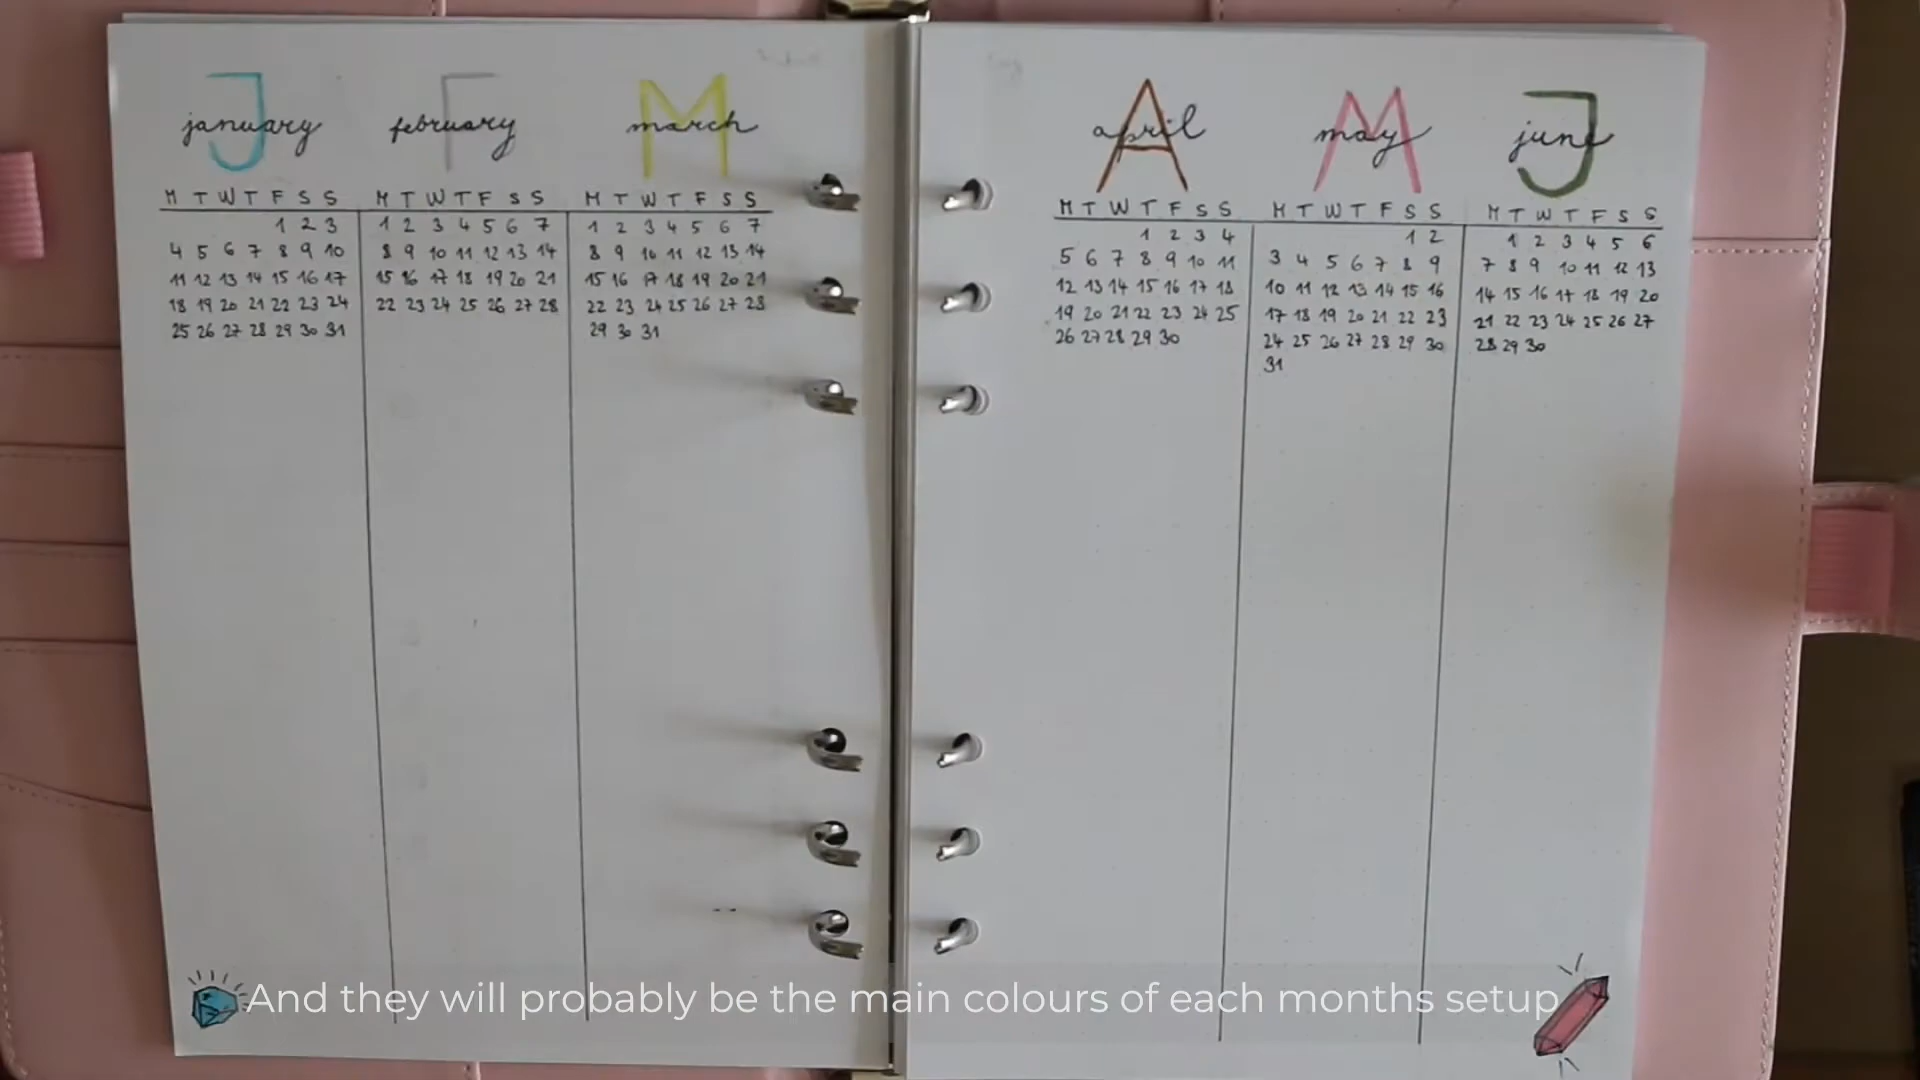 J F M
january february march
M T W T F S S
1 2 3
4 5 6 7 8 9 10
11 12 13 14 15 16 17
18 19 20 21 22 23 24
25 26 27 28 29 30 31
M T W T F S S
1 2 3 4 5 6 7
8 9 10 11 12 13 14
15 16 17 18 19 20 21
22 23 24 25 26 27 28
M T W T F S S
1 2 3 4 5 6 7
8 9 10 11 12 13 14
15 16 17 18 19 20 21
22 23 24 25 26 27 28
29 30 31
A M J
april may june
M T W T F S S
1 2 3 4
5 6 7 8 9 10 11
12 13 14 15 16 17 18
19 20 21 22 23 24 25
26 27 28 29 30
M T W T F S S
1 2
3 4 5 6 7 8 9
10 11 12 13 14 15 16
17 18 19 20 21 22 23
24 25 26 27 28 29 30
31
M T W T F S S
1 2 3 4 5 6
7 8 9 10 11 12 13
14 15 16 17 18 19 20
21 22 23 24 25 26 27
28 29 30
And they will probably be the main colours of each months setup